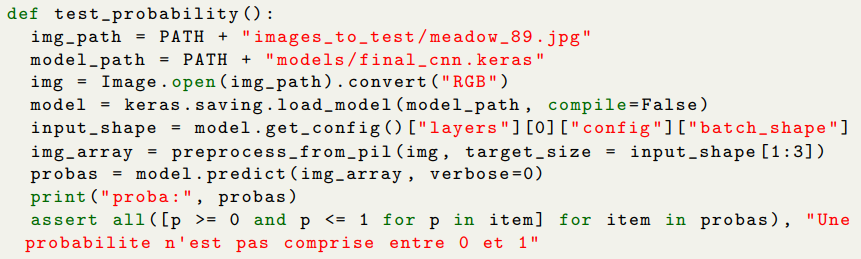 def test_probability():
img_path = PATH + "images_to_test/meadow_89.jpg"
model_path = PATH + "models/final_cnn.keras"
img = Image.open(img_path).convert("RGB")
model = keras.saving.load_model(model_path, compile=False)
input_shape = model.get_config()["layers"][0]["config"]["batch_shape"]
img_array = preprocess_from_pil(img, target_size = input_shape[1:3])
probas = model.predict(img_array, verbose=0)
print("proba:", probas)
assert all([p >= 0 and p <= 1 for p in item] for item in probas), "Une
probabilite n'est pas comprise entre 0 et 1"